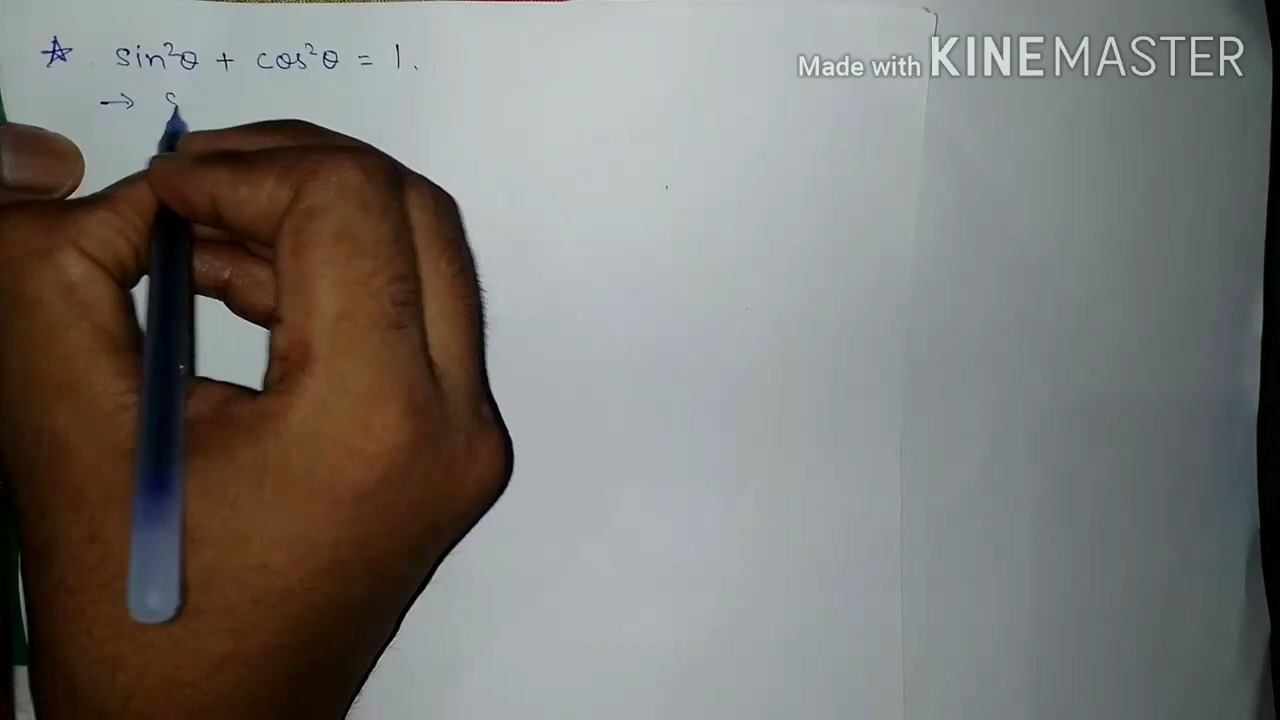 ☆ sin²θ + cos²θ = 1.
→ s
Made with KINEMASTER